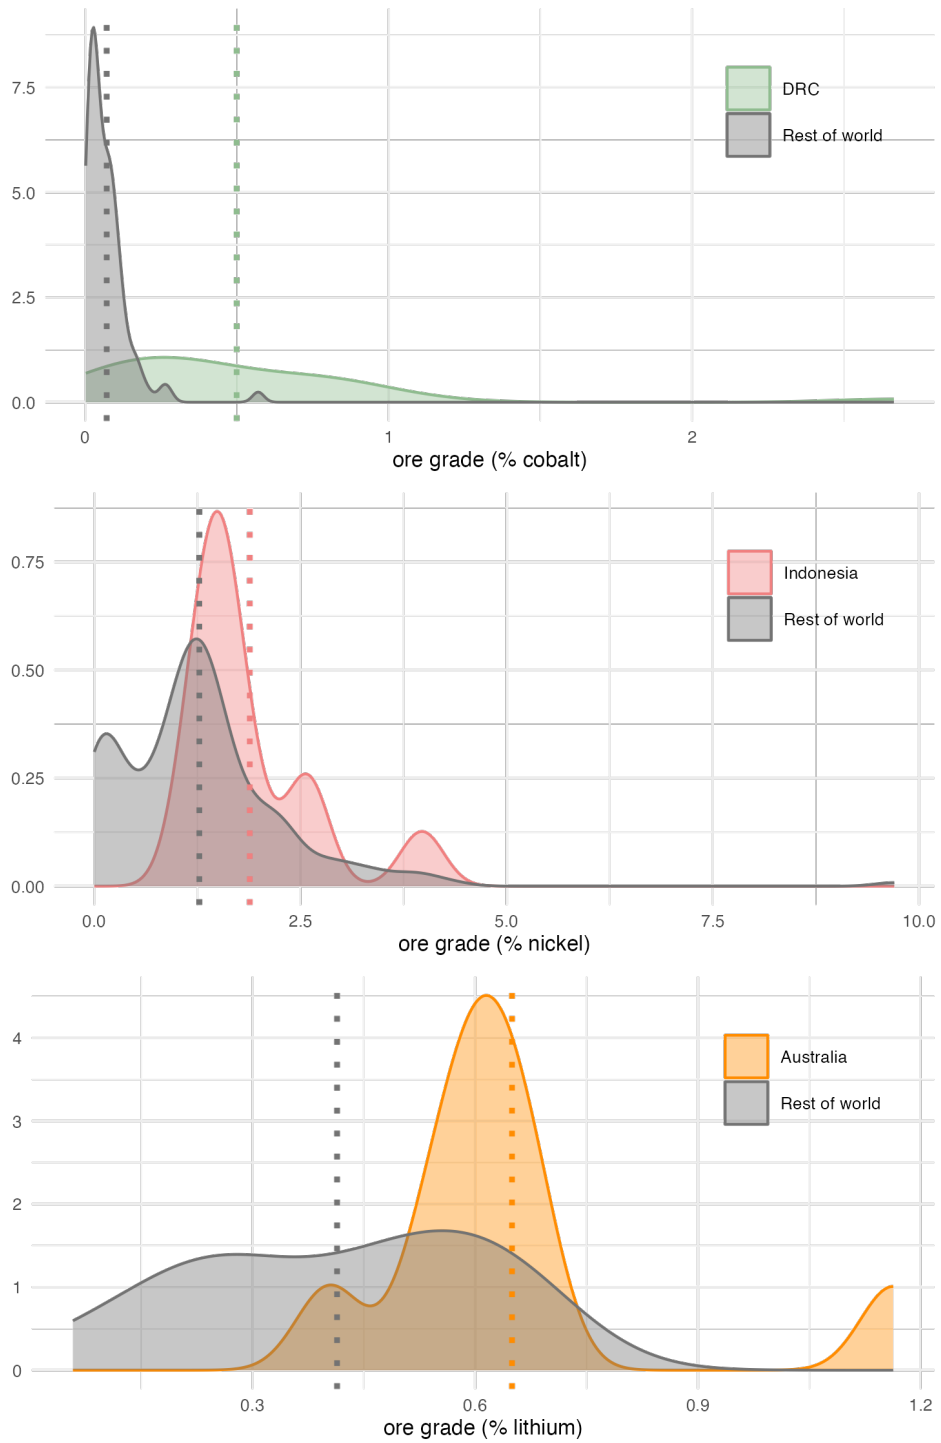 7.5
5.0
2.5
0.0
DRC
Rest of world
0 1 2
ore grade (% cobalt)
0.75
0.50
0.25
0.00
Indonesia
Rest of world
0.0 2.5 5.0 7.5 10.0
ore grade (% nickel)
4
3
2
1
0
Australia
Rest of world
0.3 0.6 0.9 1.2
ore grade (% lithium)